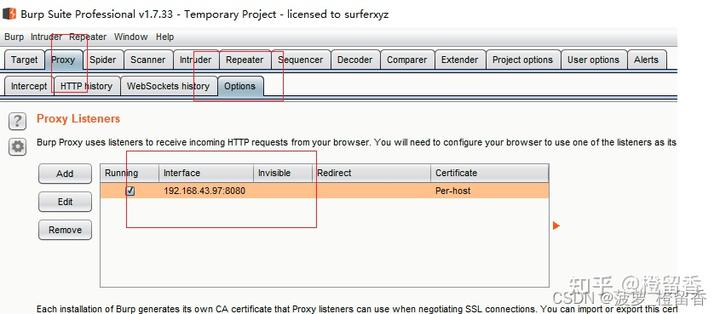 Burp Suite Professional v1.7.33 - Temporary Project - licensed to surferxyz
Burp Intruder Repeater Window Help
Target Proxy Spider Scanner Intruder Repeater Sequencer Decoder Comparer Extender Project options User options Alerts
Intercept HTTP history WebSockets history Options
? Proxy Listeners
Burp Proxy uses listeners to receive incoming HTTP requests from your browser. You will need to configure your browser to use one of the listeners as its
Add Running Interface Invisible Redirect Certificate
192.168.43.97:8080 Per-host
Edit
Remove
知乎 @橙留香
CSDN @菠萝_橙留香
Each installation of Burp generates its own CA certificate that Proxy listeners can use when negotiating SSL connections. You can import or export this cert